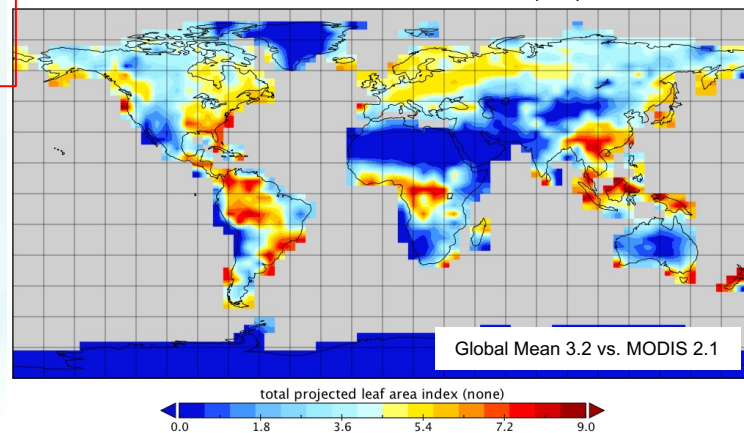 Global Mean 3.2 vs. MODIS 2.1
total projected leaf area index (none)
0.0 1.8 3.6 5.4 7.2 9.0